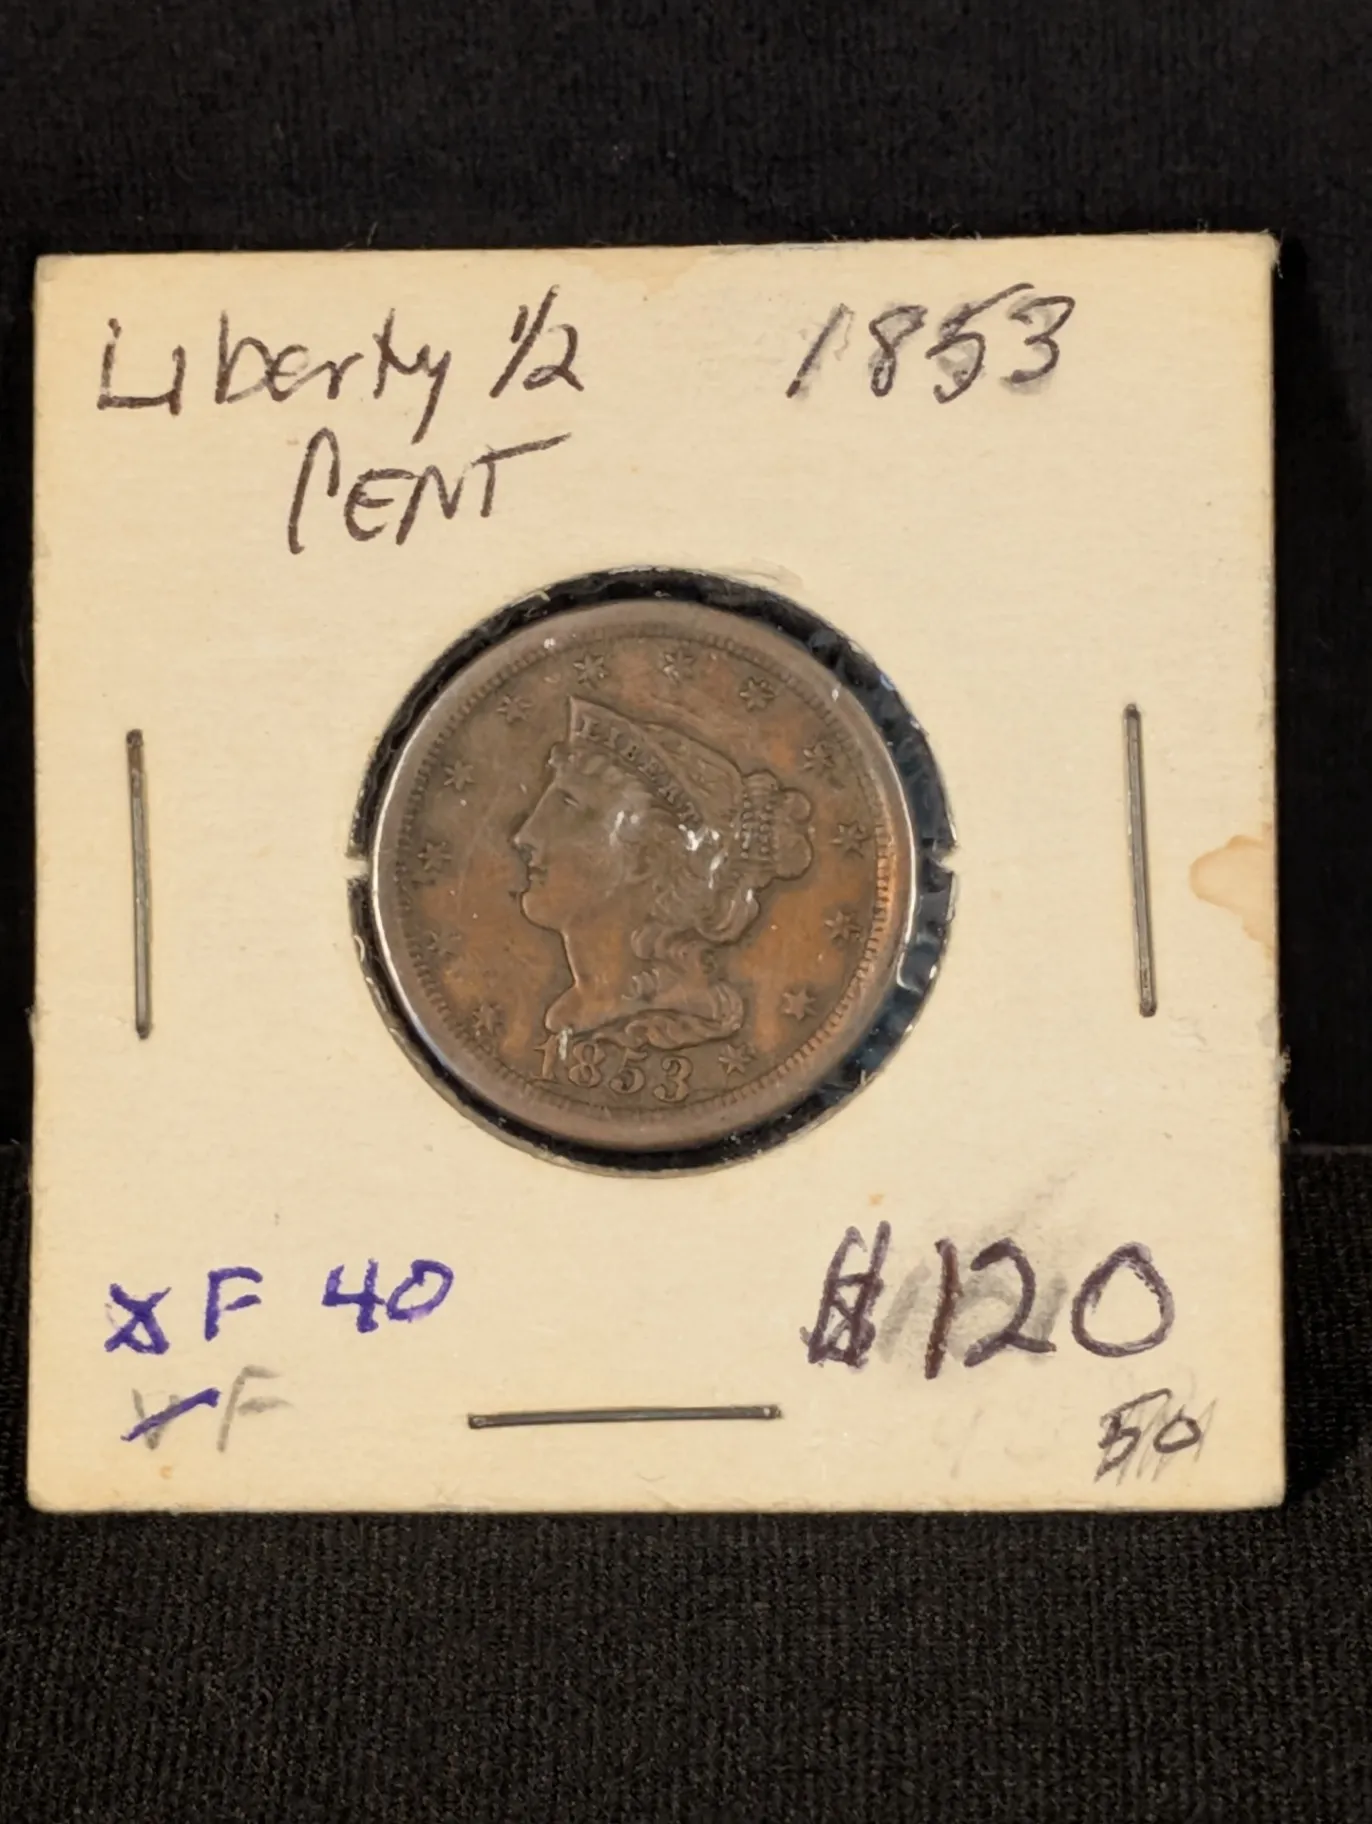 Liberty 1/2 1853
CENT
LIBERTY
1853
XF 40 $120
VF 50